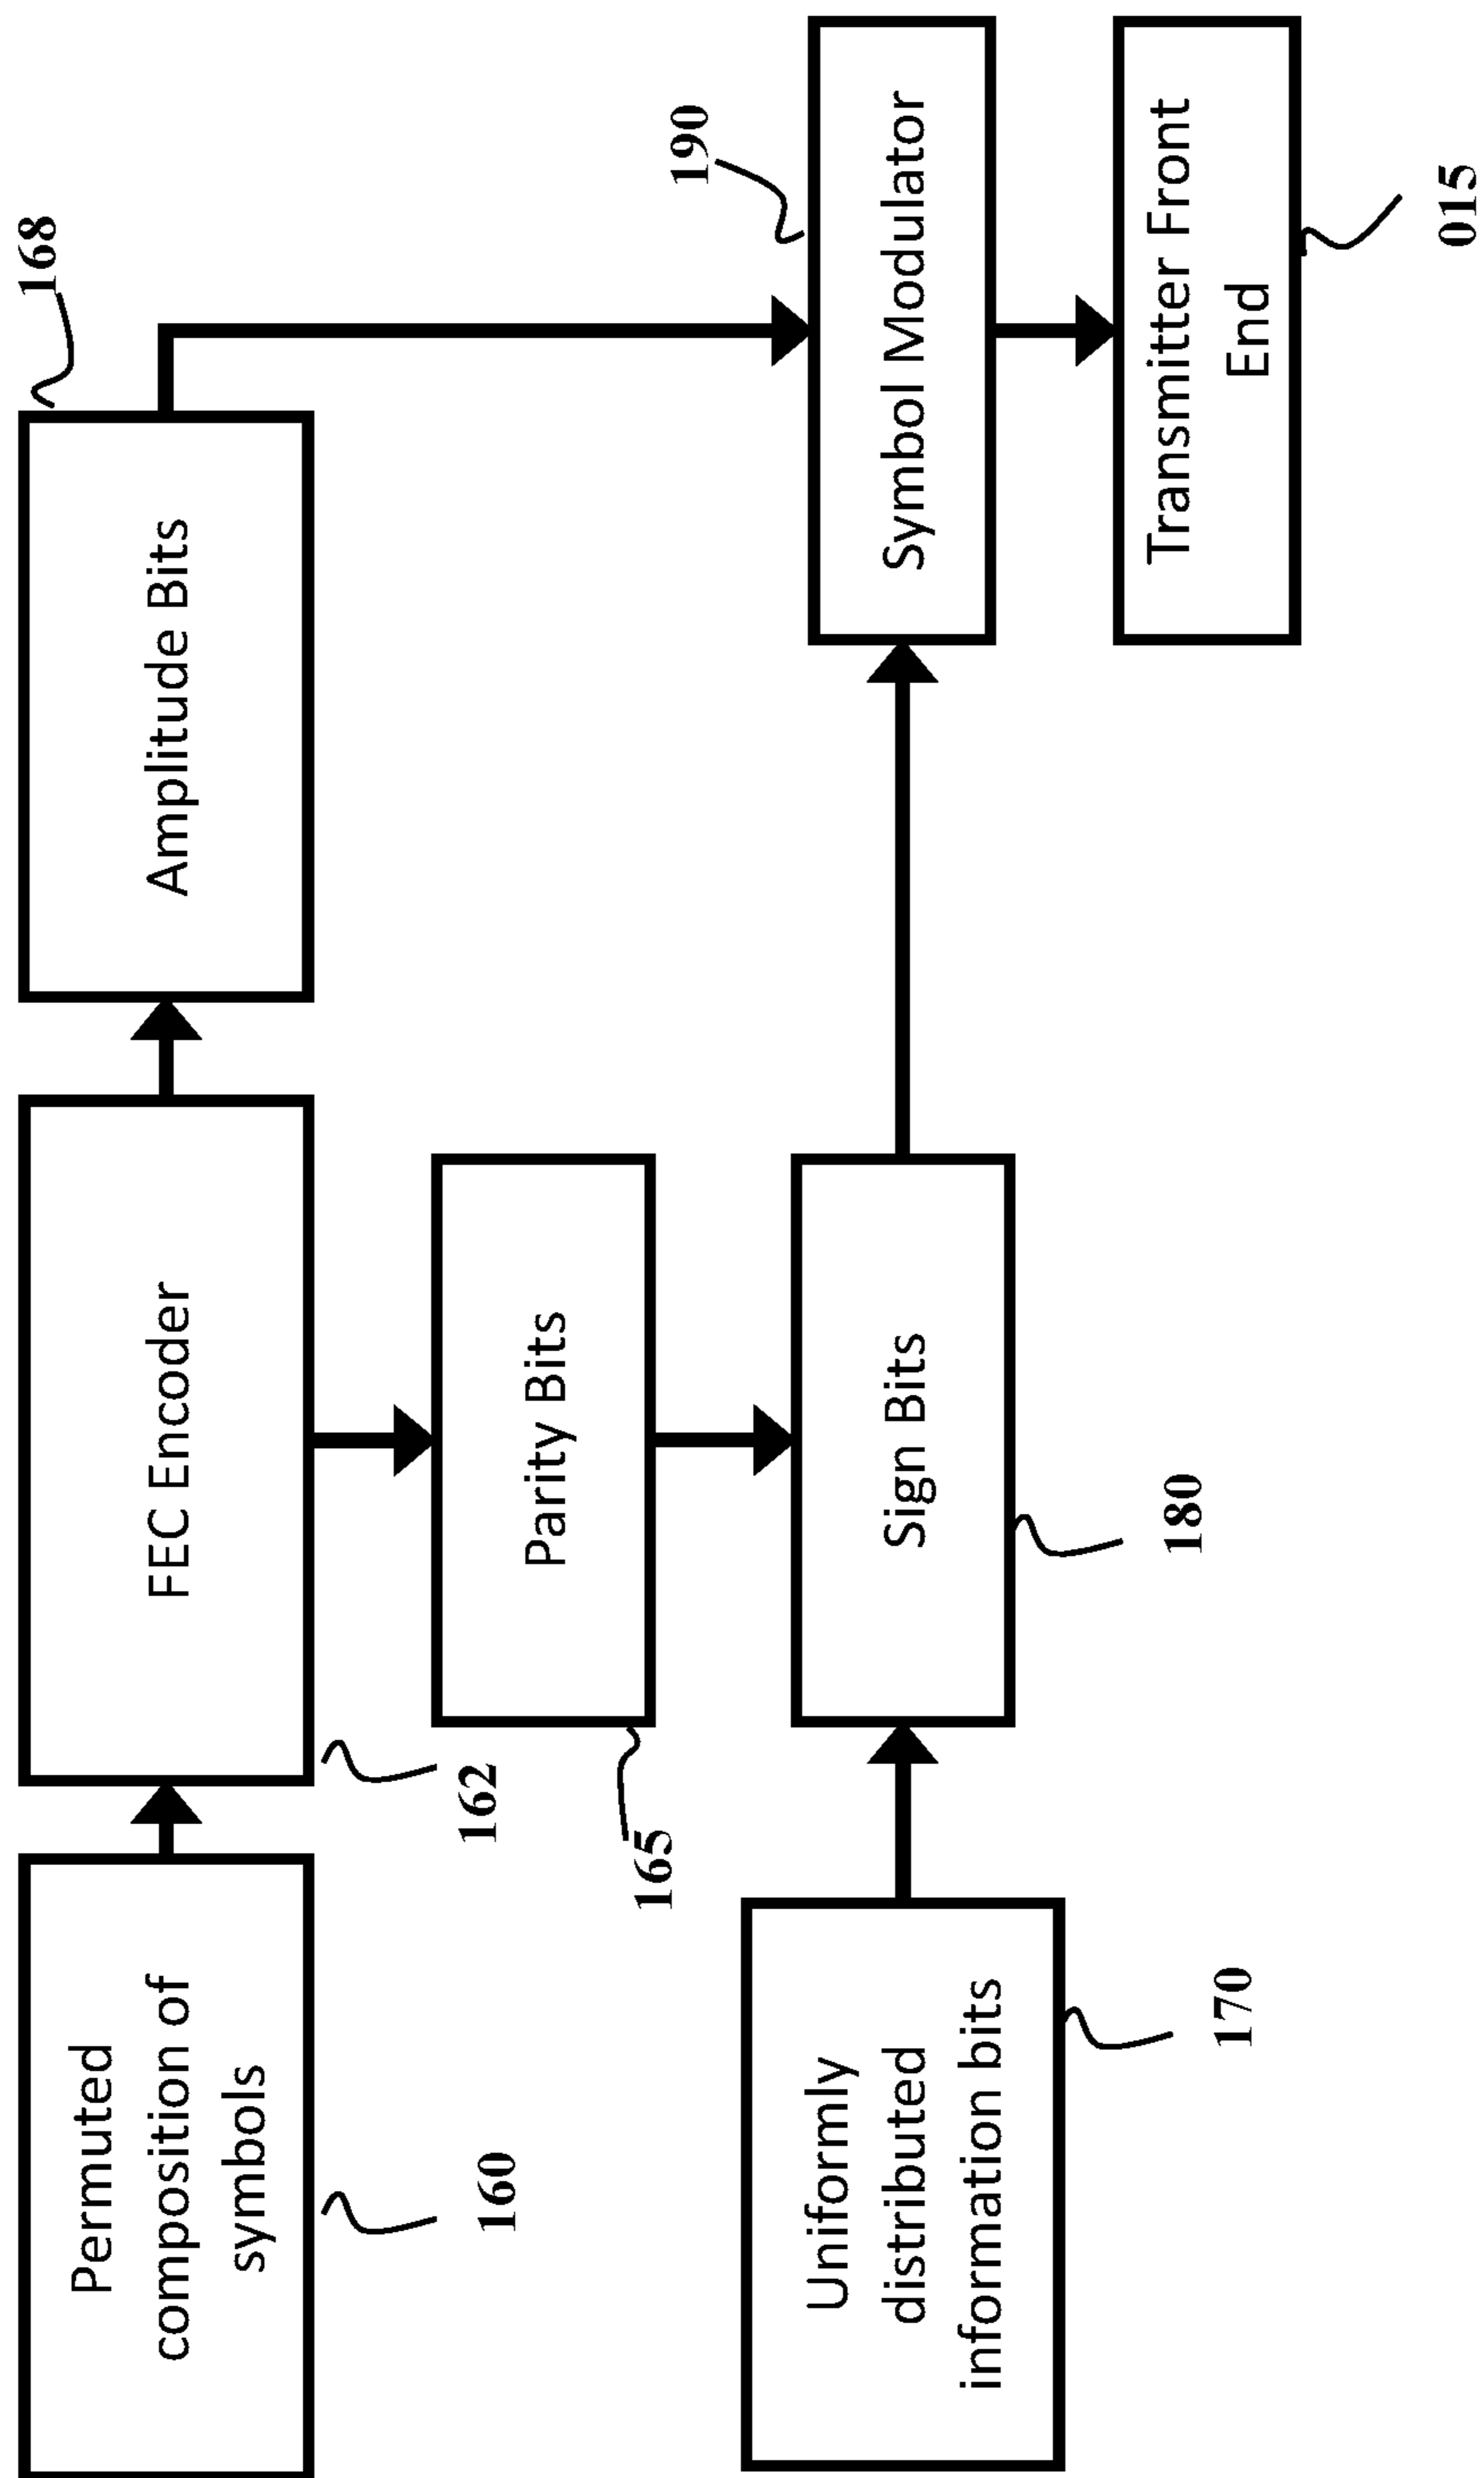 Permuted
composition of
symbols
160
FEC Encoder
162
Amplitude Bits
168
Parity Bits
165
Uniformly
distributed
information bits
170
Sign Bits
180
Symbol Modulator
190
Transmitter Front
End
015